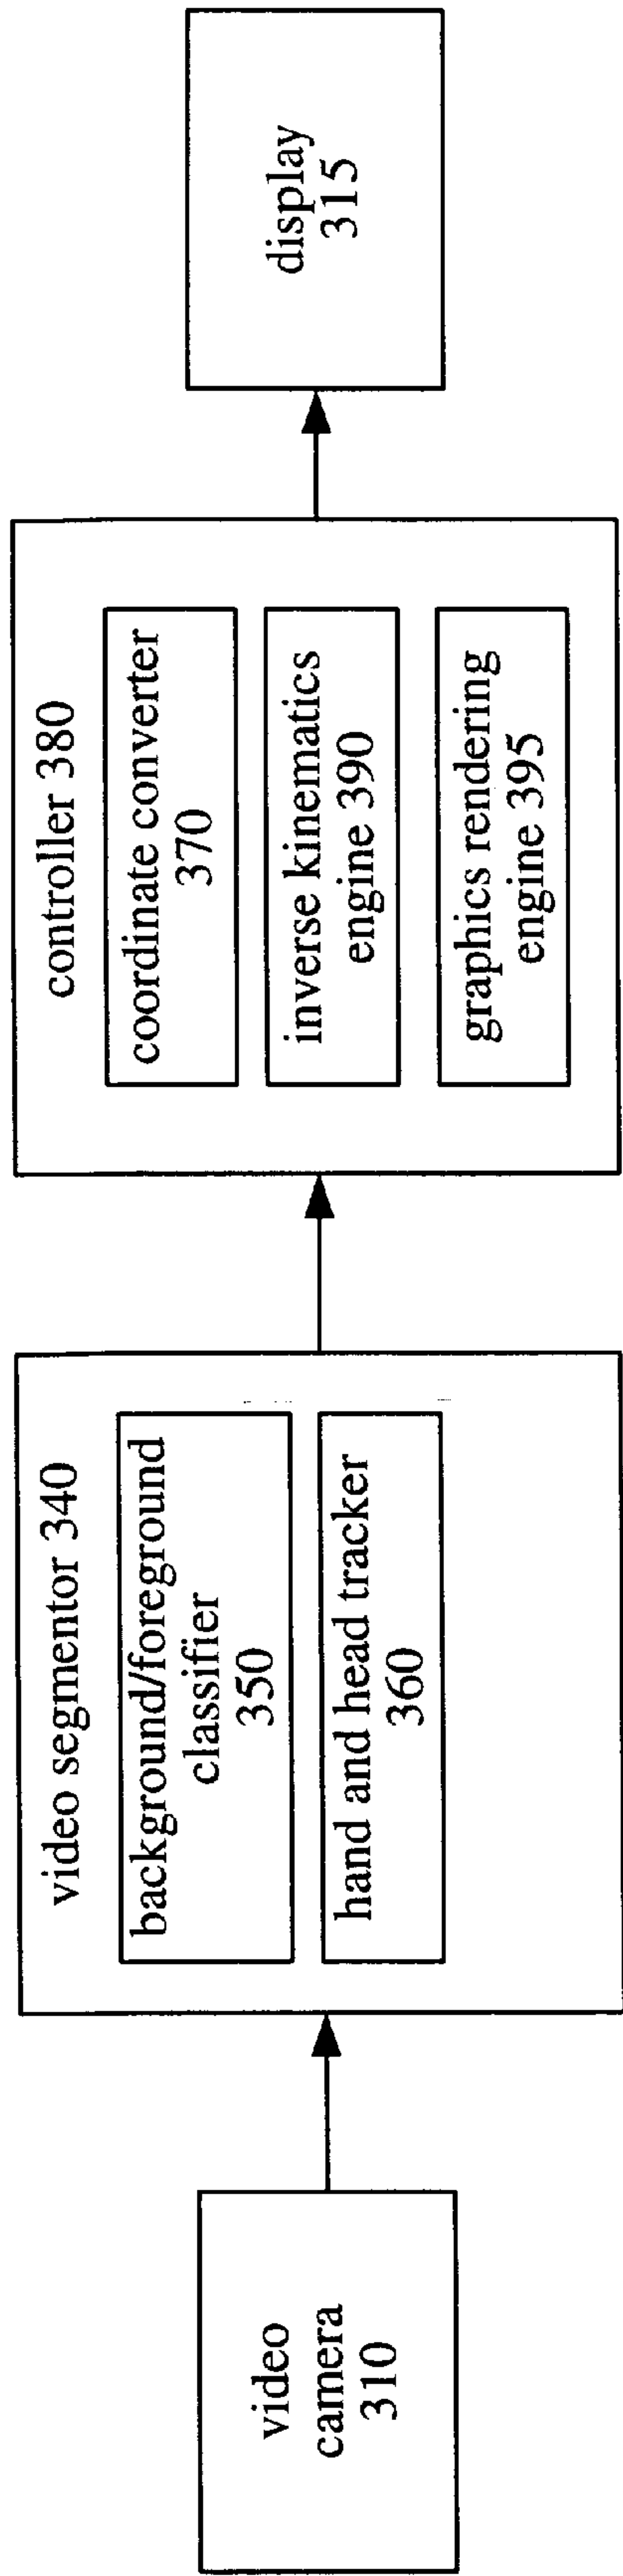 video
camera
310
video segmentor 340
background/foreground
classifier
350
hand and head tracker
360
controller 380
coordinate converter
370
inverse kinematics
engine 390
graphics rendering
engine 395
display
315